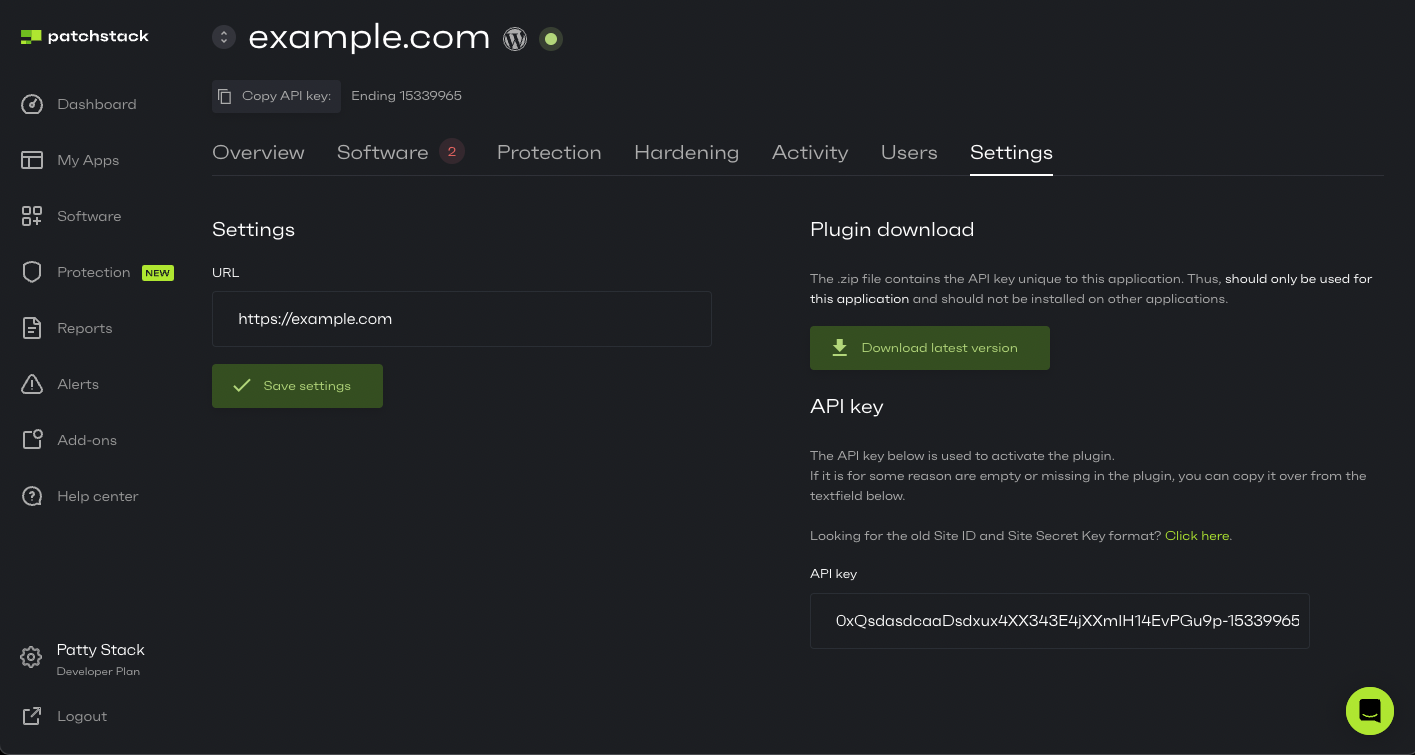 patchstack
Dashboard
My Apps
Software
Protection NEW
Reports
Alerts
Add-ons
Help center
Patty Stack
Developer Plan
Logout
example.com
Copy API key: Ending 15339965
Overview Software 2 Protection Hardening Activity Users Settings
Settings
URL
https://example.com
Save settings
Plugin download
The .zip file contains the API key unique to this application. Thus, should only be used for
this application and should not be installed on other applications.
Download latest version
API key
The API key below is used to activate the plugin.
If it is for some reason are empty or missing in the plugin, you can copy it over from the
textfield below.
Looking for the old Site ID and Site Secret Key format? Click here.
API key
0xQsdasdcaaDsdxux4XX343E4jXXmlH14EvPGu9p-15339965